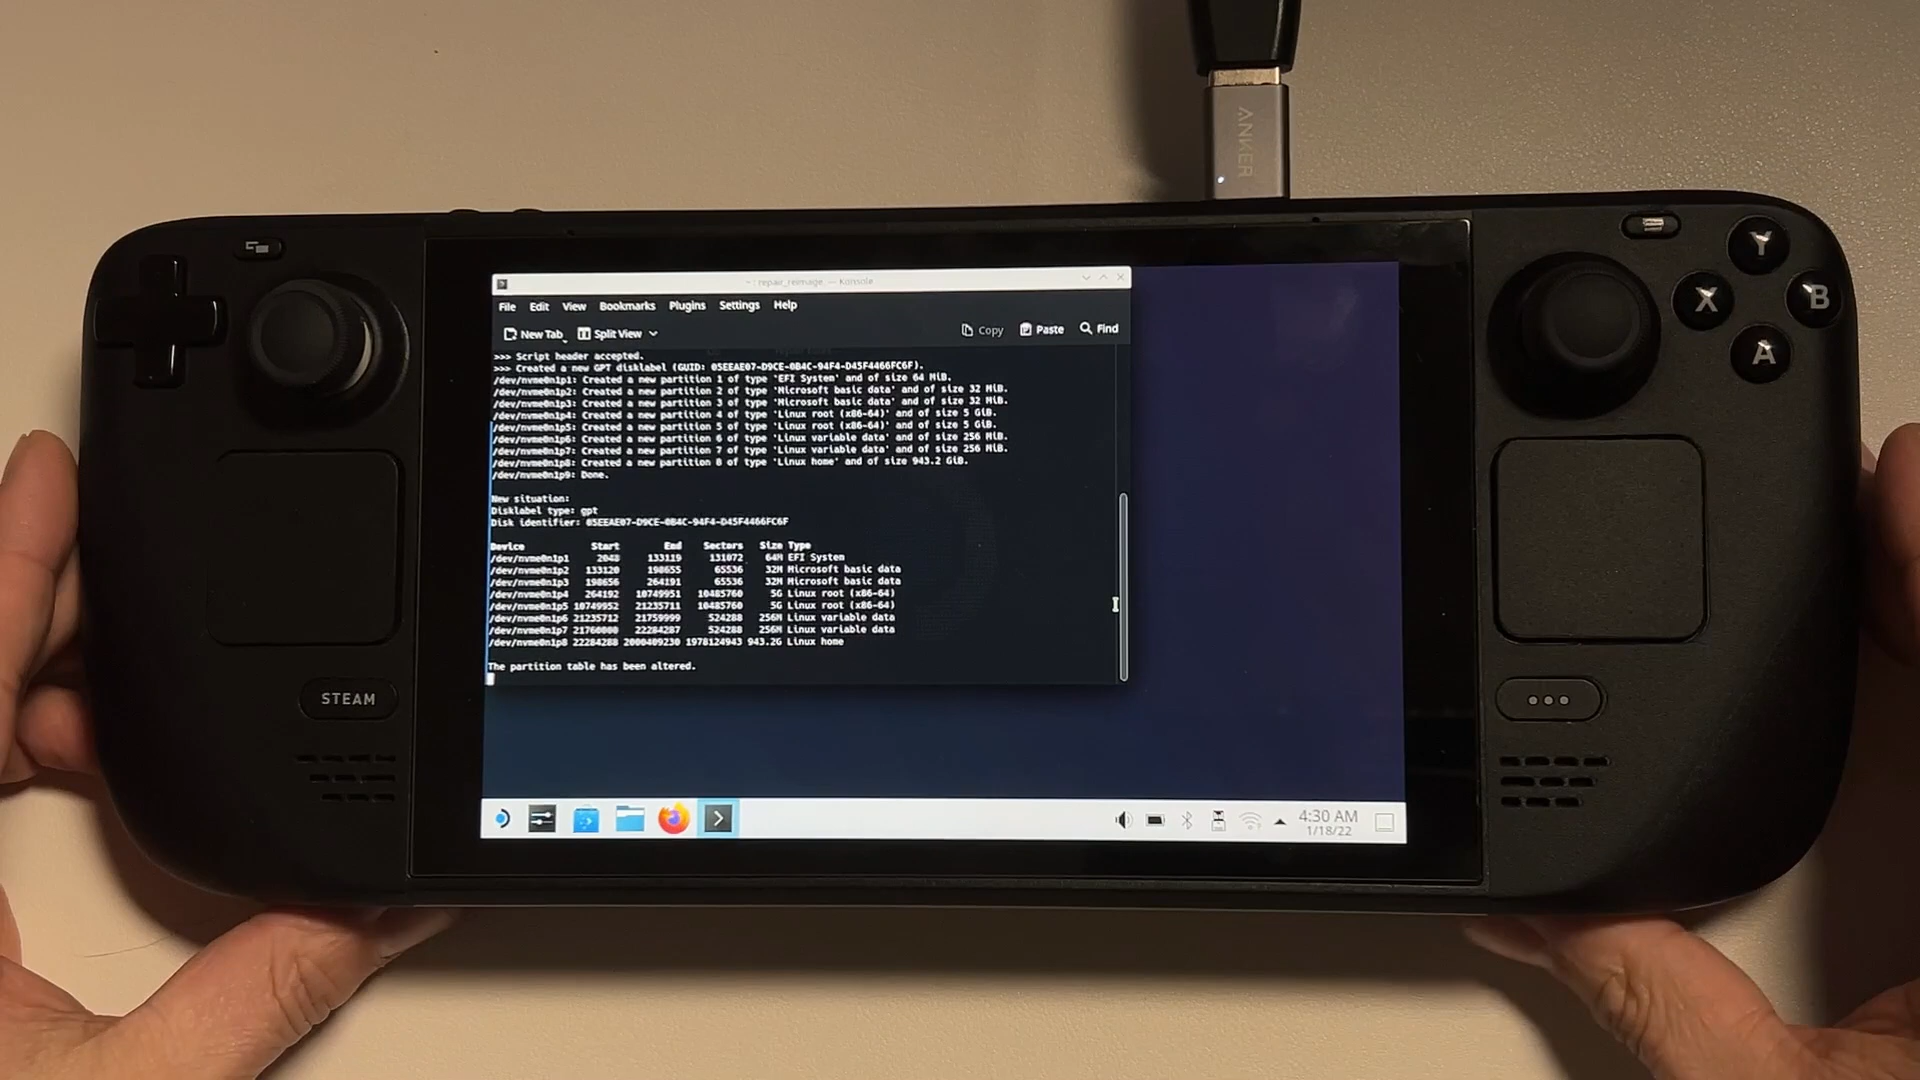 ANKER
Y
X
B
A
~ : repair_reimage — Konsole
File Edit View Bookmarks Plugins Settings Help
New Tab Split View Copy Paste Find
>>> Script header accepted.
>>> Created a new GPT disklabel (GUID: 05EEAE07-D9CE-0B4C-94F4-D45F4466FC6F).
/dev/nvme0n1p1: Created a new partition 1 of type 'EFI System' and of size 64 MiB.
/dev/nvme0n1p2: Created a new partition 2 of type 'Microsoft basic data' and of size 32 MiB.
/dev/nvme0n1p3: Created a new partition 3 of type 'Microsoft basic data' and of size 32 MiB.
/dev/nvme0n1p4: Created a new partition 4 of type 'Linux root (x86-64)' and of size 5 GiB.
/dev/nvme0n1p5: Created a new partition 5 of type 'Linux root (x86-64)' and of size 5 GiB.
/dev/nvme0n1p6: Created a new partition 6 of type 'Linux variable data' and of size 256 MiB.
/dev/nvme0n1p7: Created a new partition 7 of type 'Linux variable data' and of size 256 MiB.
/dev/nvme0n1p8: Created a new partition 8 of type 'Linux home' and of size 943.2 GiB.
/dev/nvme0n1p9: Done.
New situation:
Disklabel type: gpt
Disk identifier: 05EEAE07-D9CE-0B4C-94F4-D45F4466FC6F
Device Start End Sectors Size Type
/dev/nvme0n1p1 2048 133119 131072 64M EFI System
/dev/nvme0n1p2 133120 198655 65536 32M Microsoft basic data
/dev/nvme0n1p3 198656 264191 65536 32M Microsoft basic data
/dev/nvme0n1p4 264192 10749951 10485760 5G Linux root (x86-64)
/dev/nvme0n1p5 10749952 21235711 10485760 5G Linux root (x86-64)
/dev/nvme0n1p6 21235712 21759999 524288 256M Linux variable data
/dev/nvme0n1p7 21760000 22284287 524288 256M Linux variable data
/dev/nvme0n1p8 22284288 2000409230 1978124943 943.2G Linux home
The partition table has been altered.
STEAM
4:30 AM
1/18/22